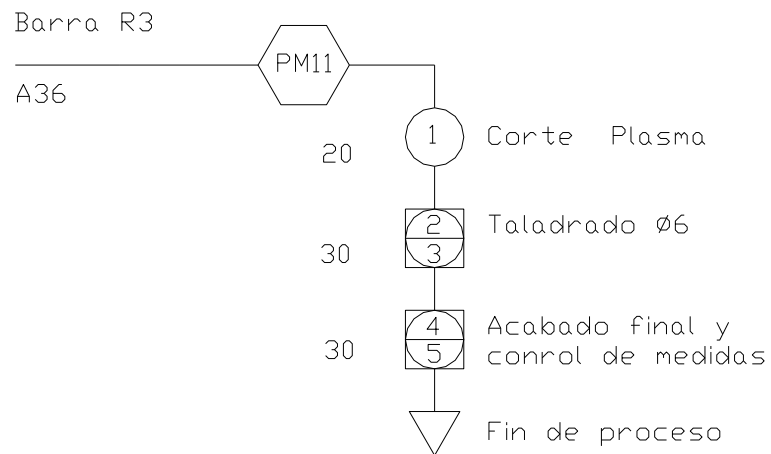 Barra R3
PM11
A36
1
Corte Plasma
20
2
Taladrado Ø6
3
30
4
Acabado final y
5
conrol de medidas
30
Fin de proceso